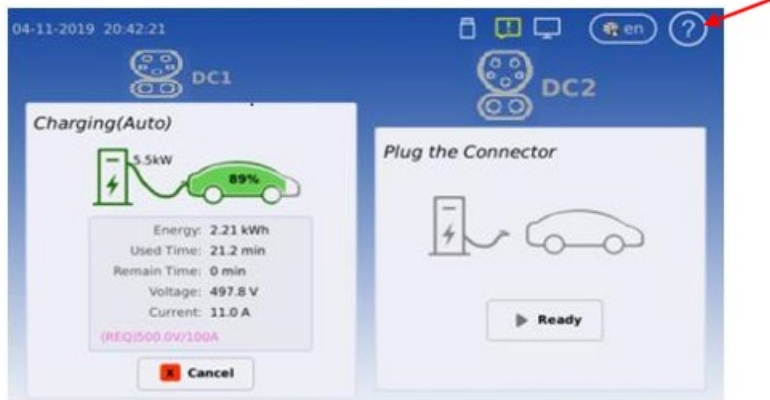 04-11-2019 20:42:21
en
?
DC1
DC2
Charging(Auto)
5.5kW
89%
Energy: 2.21 kWh
Used Time: 21.2 min
Remain Time: 0 min
Voltage: 497.8 V
Current: 11.0 A
(REQ)500.0V/100A
X Cancel
Plug the Connector
Ready